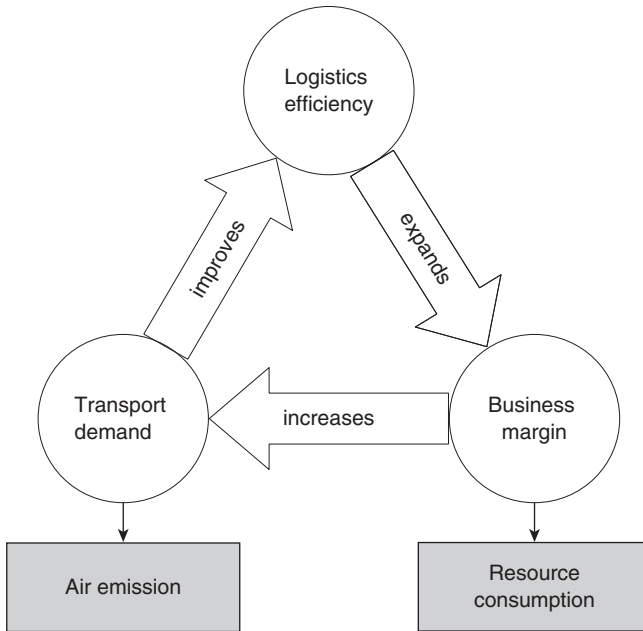 Logistics
efficiency
improves
expands
Transport
demand
increases
Business
margin
Air emission
Resource
consumption